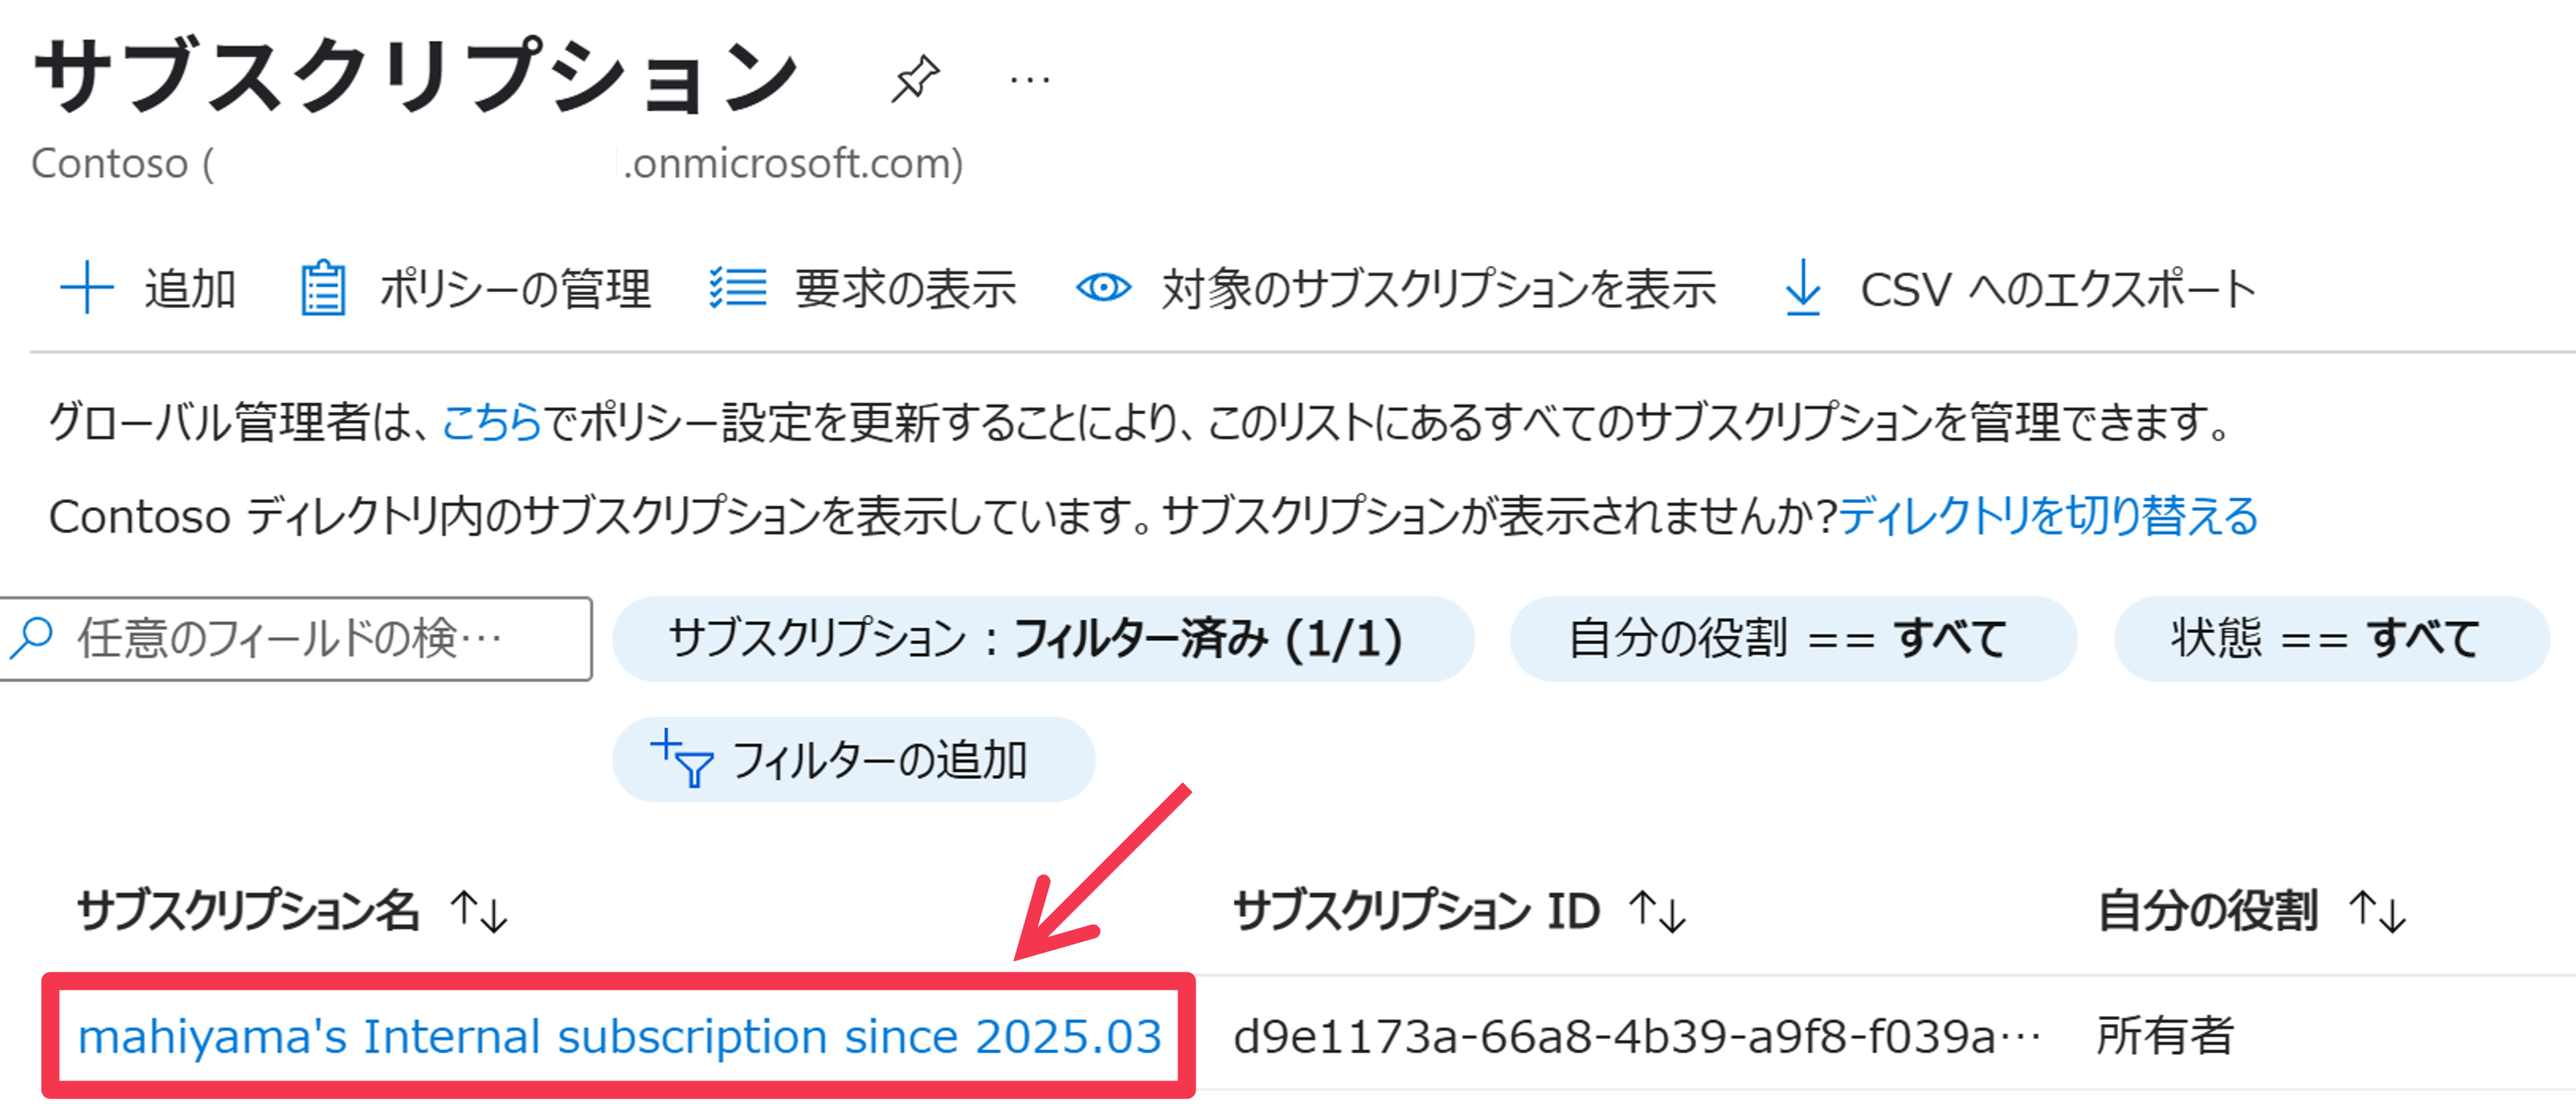 サブスクリプション ...
Contoso ( .onmicrosoft.com)
追加 ポリシーの管理 要求の表示 対象のサブスクリプションを表示 CSV へのエクスポート
グローバル管理者は、こちらでポリシー設定を更新することにより、このリストにあるすべてのサブスクリプションを管理できます。
Contoso ディレクトリ内のサブスクリプションを表示しています。サブスクリプションが表示されませんか?ディレクトリを切り替える
任意のフィールドの検… サブスクリプション : フィルター済み (1/1) 自分の役割 == すべて 状態 == すべて
フィルターの追加
サブスクリプション名 ↑↓ サブスクリプション ID ↑↓ 自分の役割 ↑↓
mahiyama's Internal subscription since 2025.03 d9e1173a-66a8-4b39-a9f8-f039a… 所有者